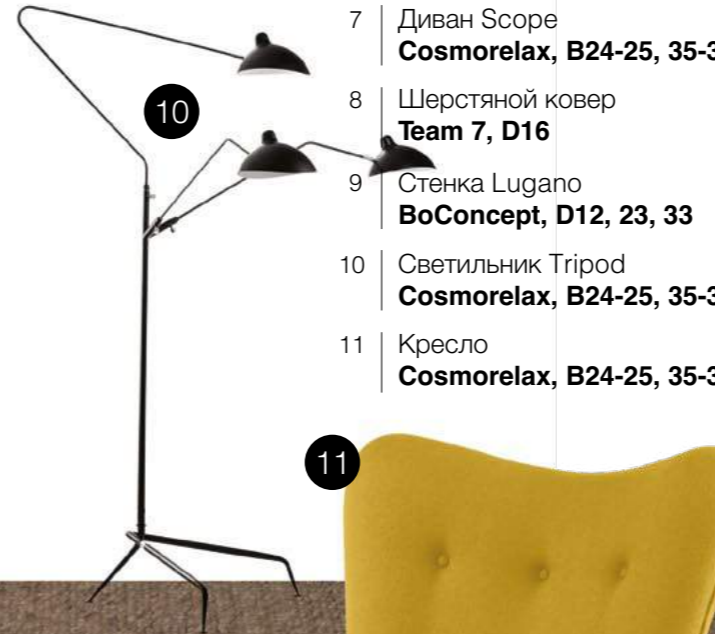 7 Диван Scope
Cosmorelax, B24-25, 35-3
10
8 Шерстяной ковер
Team 7, D16
9 Стенка Lugano
BoConcept, D12, 23, 33
10 Светильник Tripod
Cosmorelax, B24-25, 35-3
11 Кресло
Cosmorelax, B24-25, 35-3
11